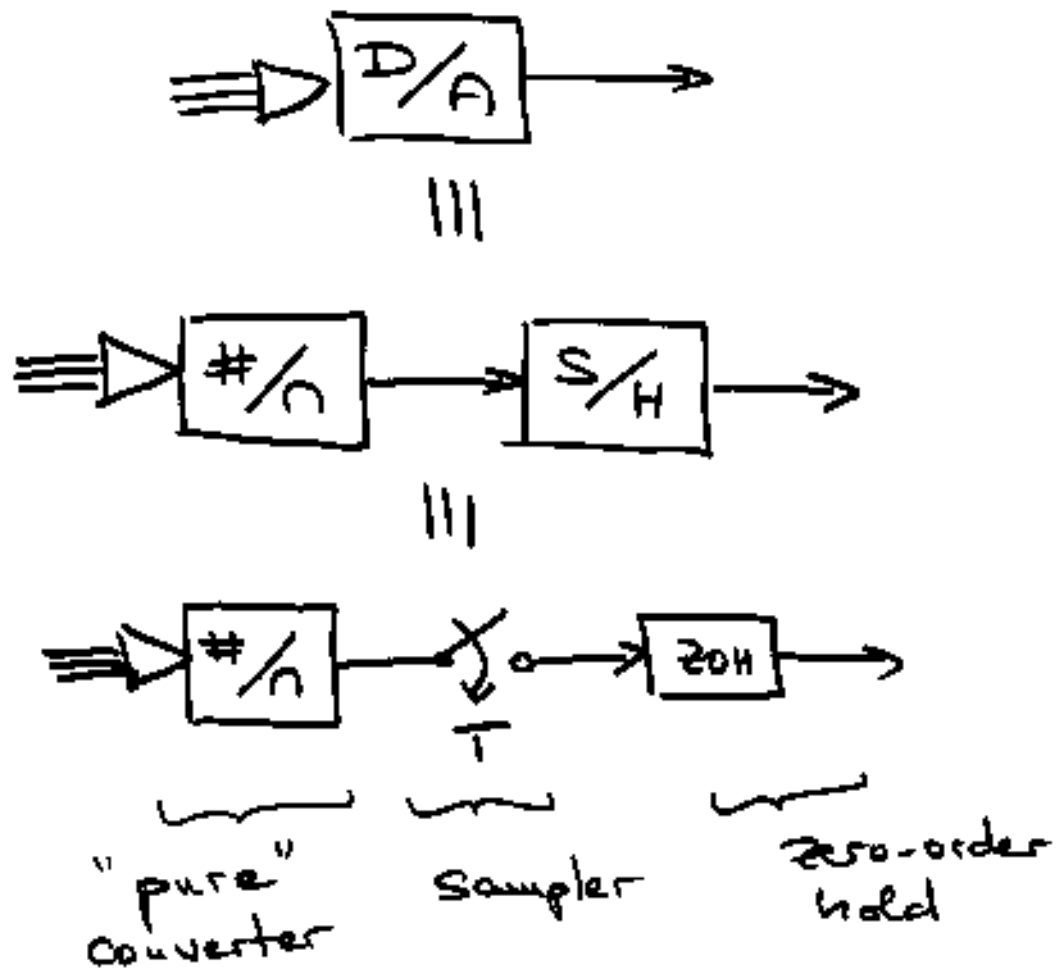 D/A
#/∩
S/H
#/∩
T
ZOH
"pure"
converter
Sampler
zero-order
hold